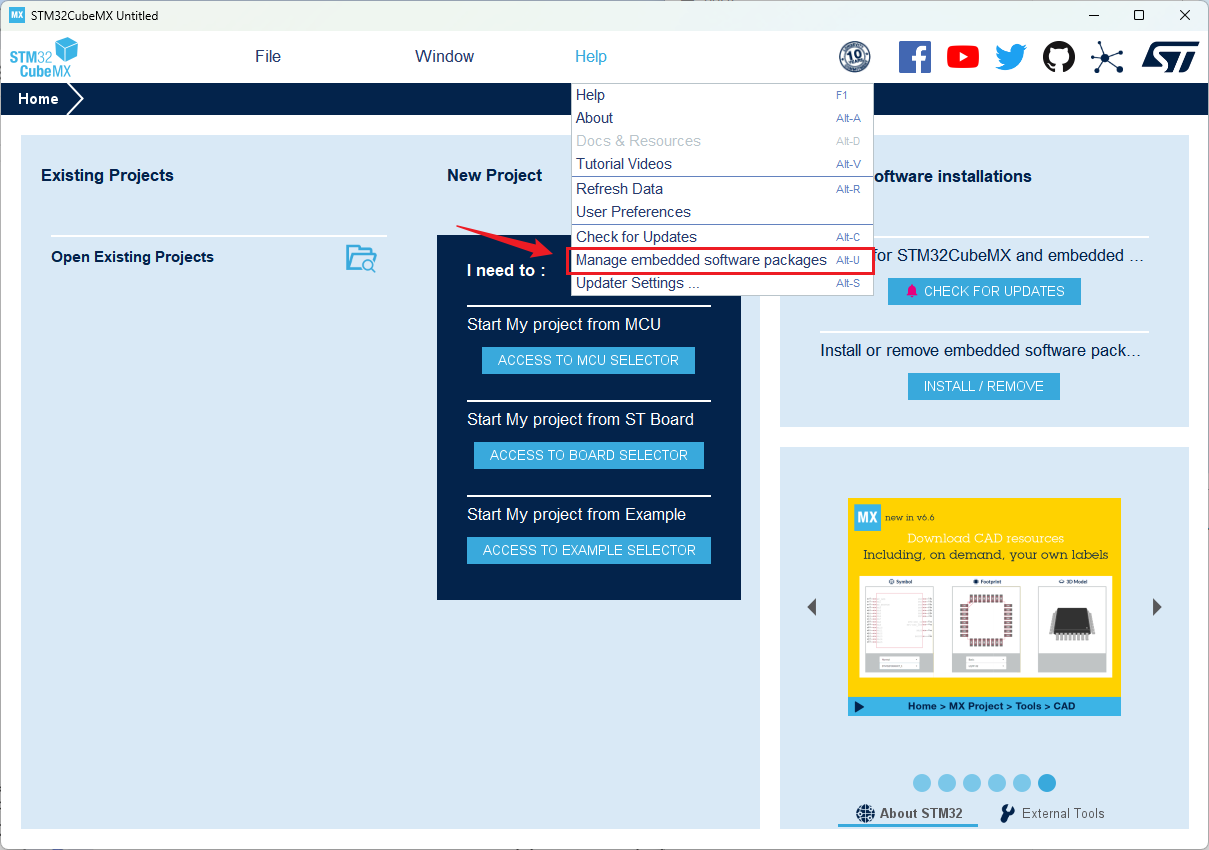 MX STM32CubeMX Untitled
STM32
CubeMX
File
Window
Help
10
Home
Help F1
About Alt-A
Docs & Resources Alt-D
Tutorial Videos Alt-V
Refresh Data Alt-R
User Preferences
Check for Updates Alt-C
Manage embedded software packages Alt-U
Updater Settings ... Alt-S
Existing Projects
Open Existing Projects
New Project
I need to :
Start My project from MCU
ACCESS TO MCU SELECTOR
Start My project from ST Board
ACCESS TO BOARD SELECTOR
Start My project from Example
ACCESS TO EXAMPLE SELECTOR
oftware installations
for STM32CubeMX and embedded ...
CHECK FOR UPDATES
Install or remove embedded software pack...
INSTALL / REMOVE
MX new in v6.6
Download CAD resources
Including, on demand, your own labels
Symbol
Footprint
3D Model
Home > MX Project > Tools > CAD
About STM32
External Tools